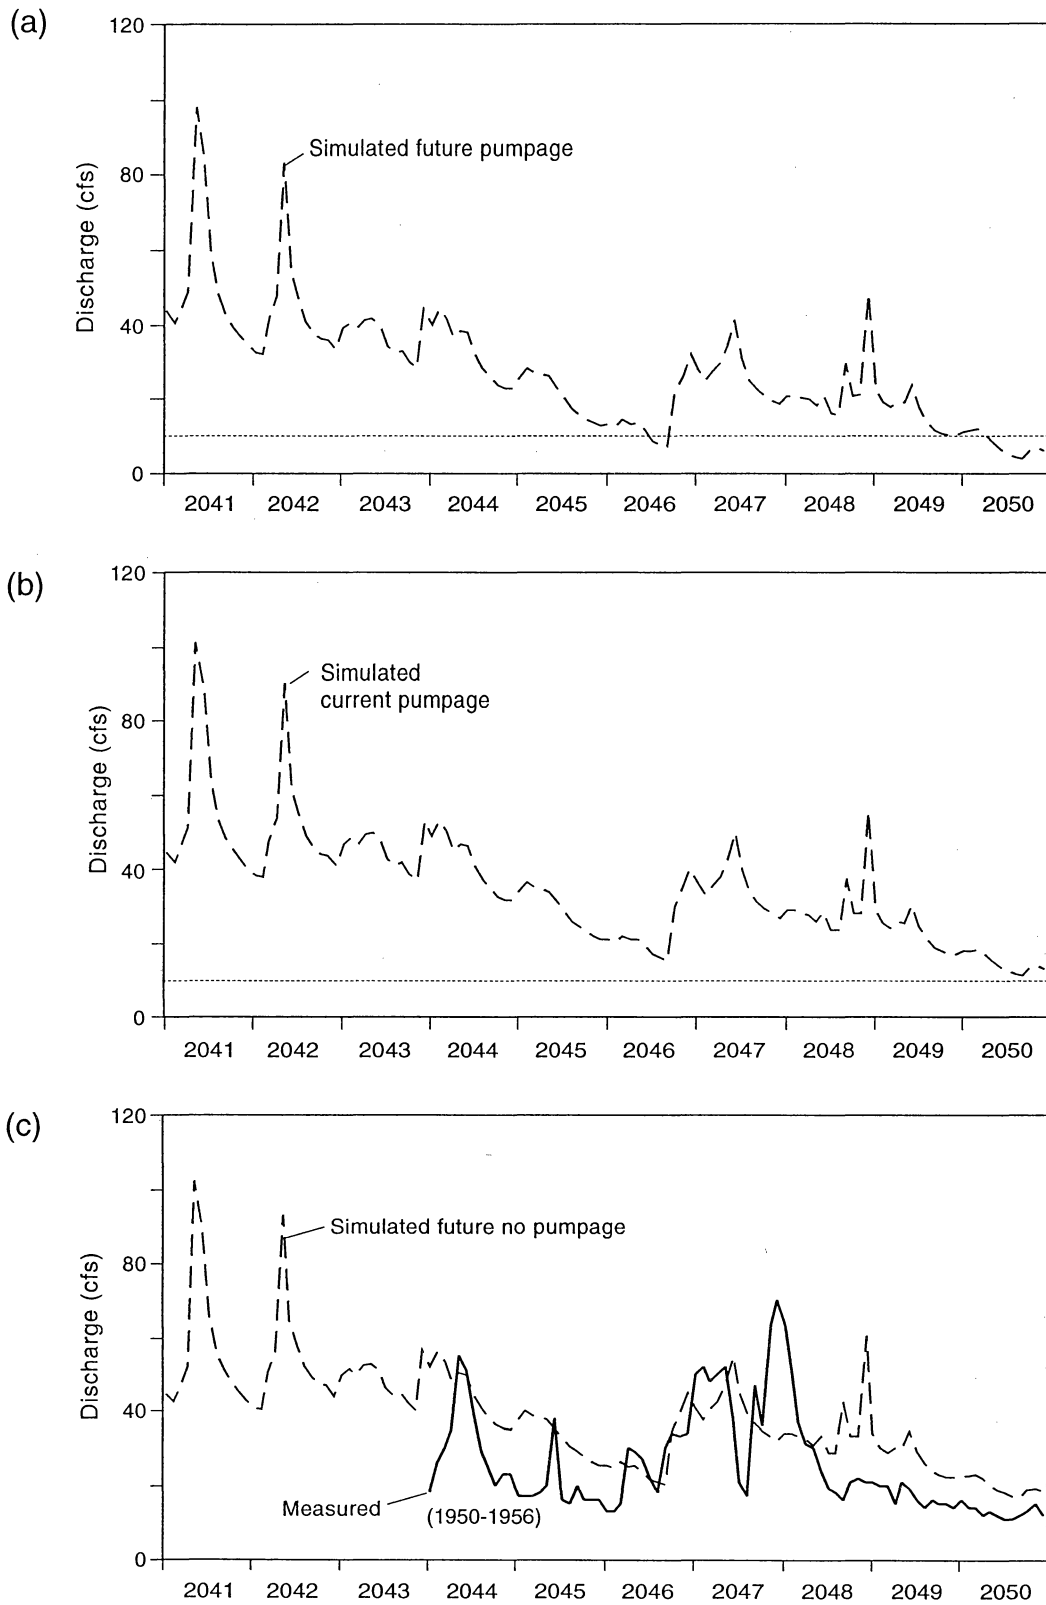 (a)
120
80
40
0
Discharge (cfs)
Simulated future pumpage
2041 2042 2043 2044 2045 2046 2047 2048 2049 2050
(b)
120
80
40
0
Discharge (cfs)
Simulated
current pumpage
2041 2042 2043 2044 2045 2046 2047 2048 2049 2050
(c)
120
80
40
0
Discharge (cfs)
Simulated future no pumpage
Measured
(1950-1956)
2041 2042 2043 2044 2045 2046 2047 2048 2049 2050